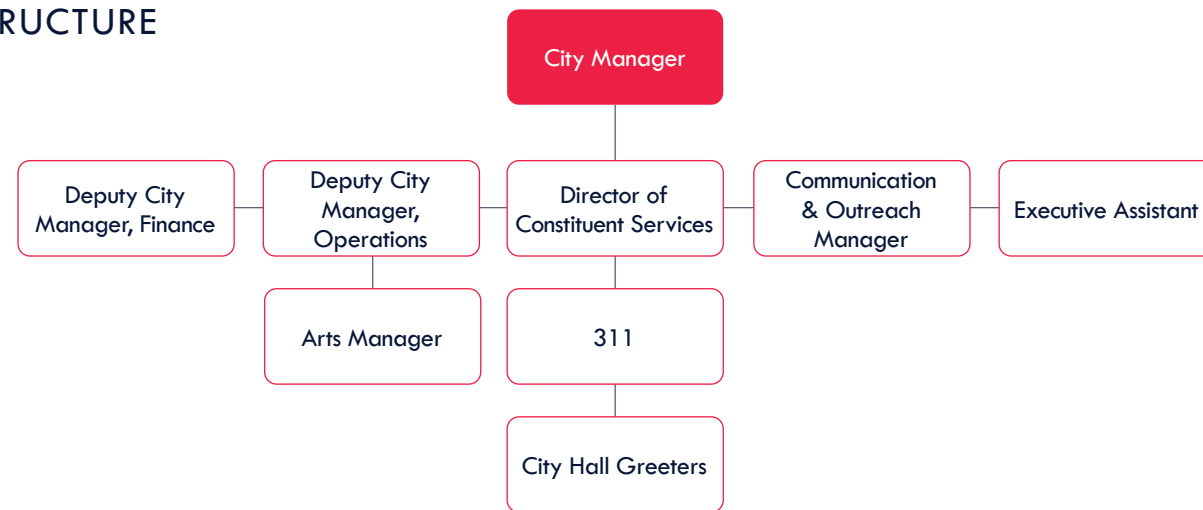 RUCTURE
City Manager
Deputy City
Manager, Finance
Deputy City
Manager,
Operations
Director of
Constituent Services
Communication
& Outreach
Manager
Executive Assistant
Arts Manager
311
City Hall Greeters